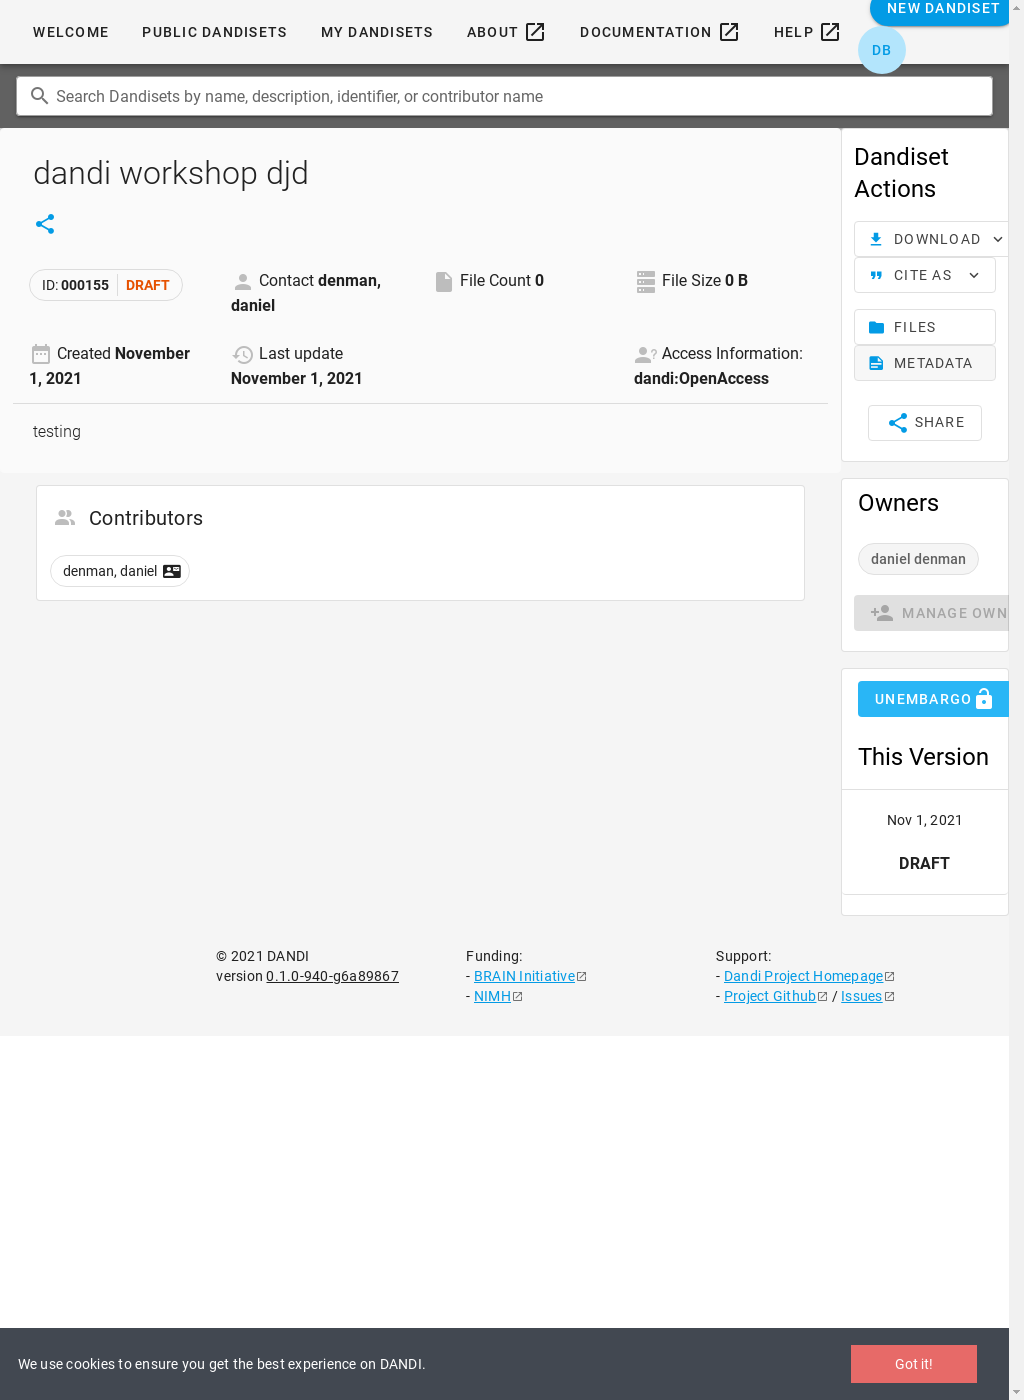 WELCOME
PUBLIC DANDISETS
MY DANDISETS
ABOUT
DOCUMENTATION
HELP
NEW DANDISET
DB
Search Dandisets by name, description, identifier, or contributor name
dandi workshop djd
ID: 000155 DRAFT
Contact denman,
daniel
File Count 0
File Size 0 B
Created November
1, 2021
Last update
November 1, 2021
Access Information:
dandi:OpenAccess
testing
Contributors
denman, daniel
Dandiset
Actions
DOWNLOAD
CITE AS
FILES
METADATA
SHARE
Owners
daniel denman
MANAGE OWN
UNEMBARGO
This Version
Nov 1, 2021
DRAFT
© 2021 DANDI
version 0.1.0-940-g6a89867
Funding:
- BRAIN Initiative
- NIMH
Support:
- Dandi Project Homepage
- Project Github / Issues
We use cookies to ensure you get the best experience on DANDI.
Got it!